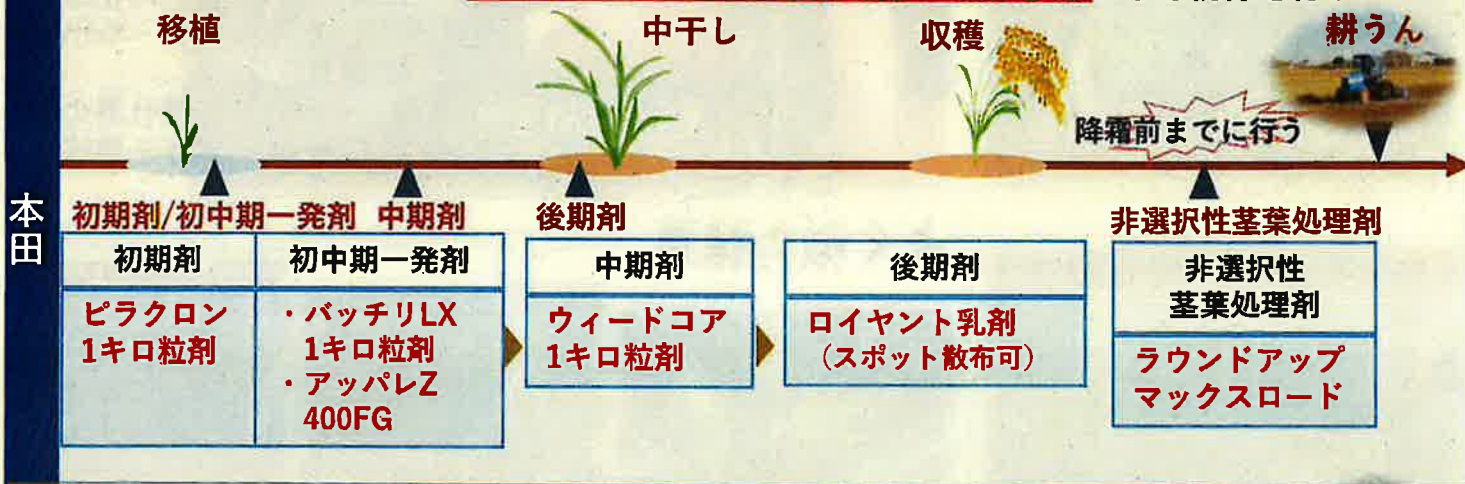 移植
中干し
収穫
耕うん
降霜前までに行う
本田
初期剤/初中期一発剤
中期剤
後期剤
非選択性茎葉処理剤
初期剤
ピラクロン
1キロ粒剤
初中期一発剤
・バッチリLX
1キロ粒剤
・アッパレZ
400FG
中期剤
ウィードコア
1キロ粒剤
後期剤
ロイヤント乳剤
(スポット散布可)
非選択性
茎葉処理剤
ラウンドアップ
マックスロード